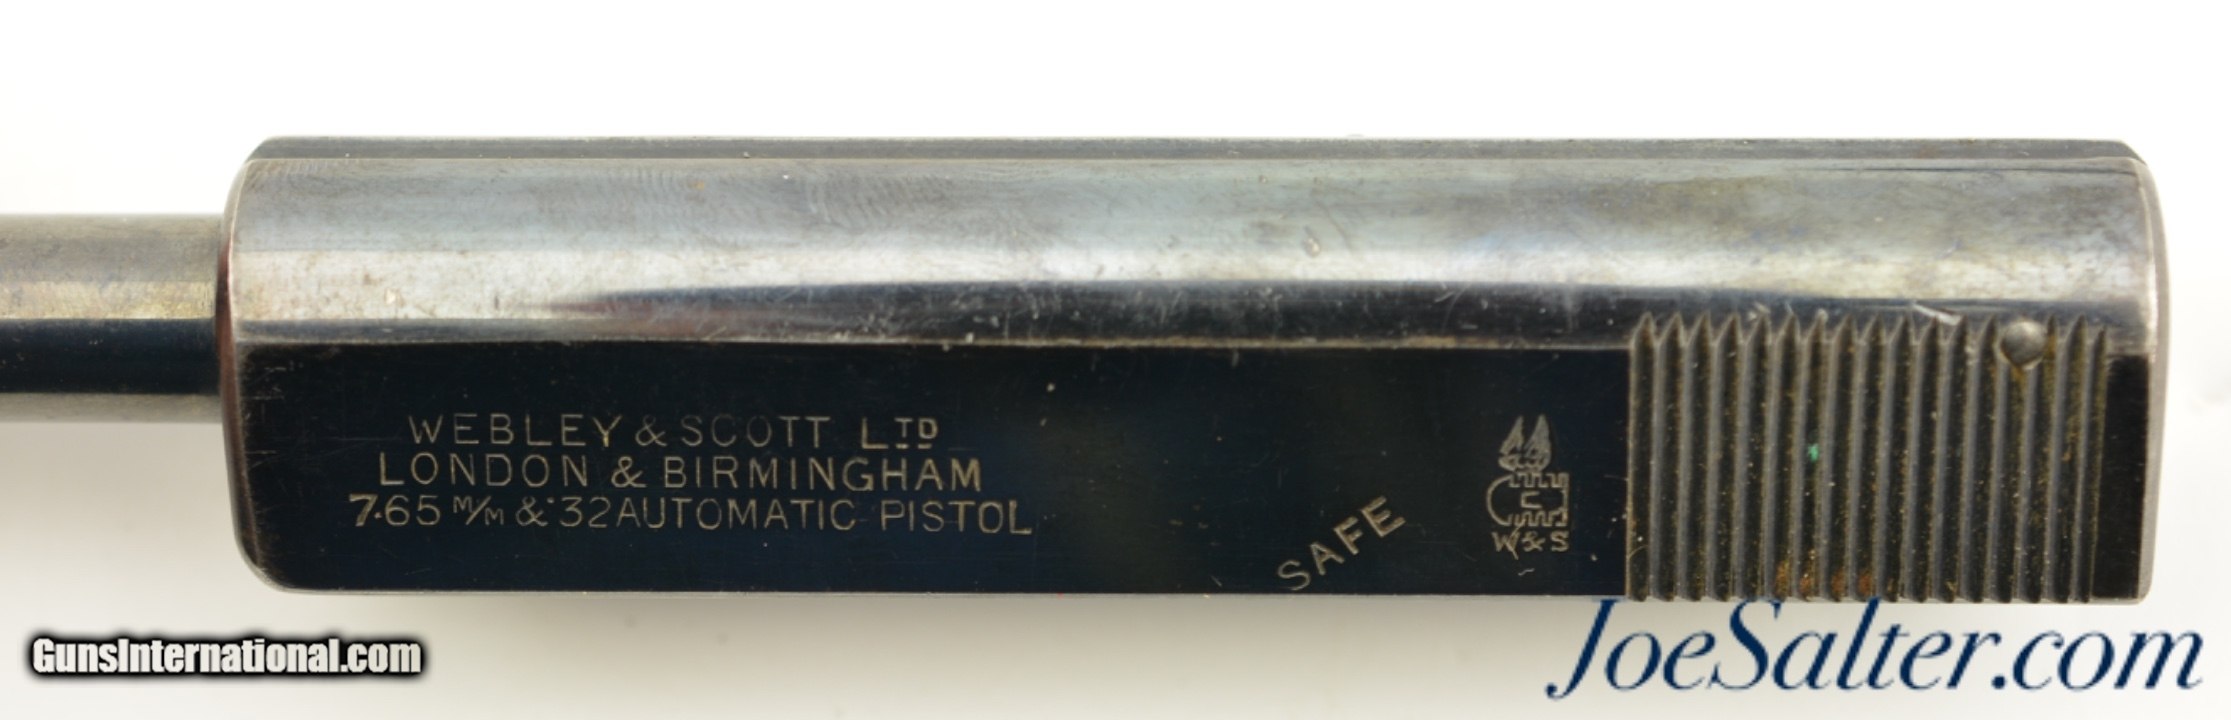 WEBLEY & SCOTT LTD
LONDON & BIRMINGHAM
7.65 M/M & .32 AUTOMATIC PISTOL
SAFE
W & S
GunsInternational.com
JoeSalter.com